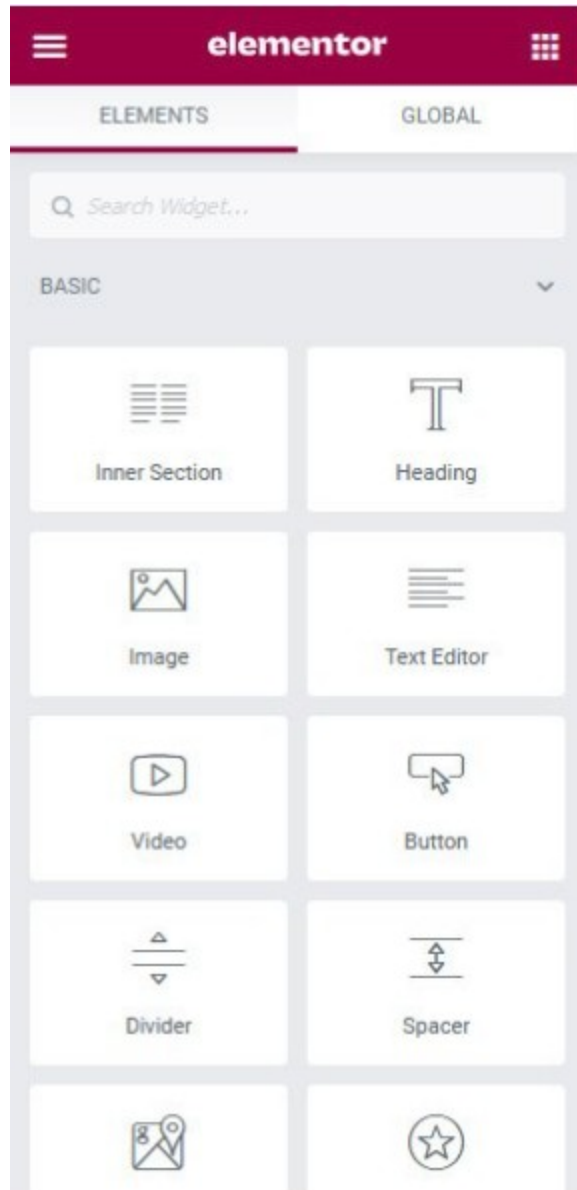 elementor
ELEMENTS GLOBAL
Search Widget...
BASIC
Inner Section Heading
Image Text Editor
Video Button
Divider Spacer